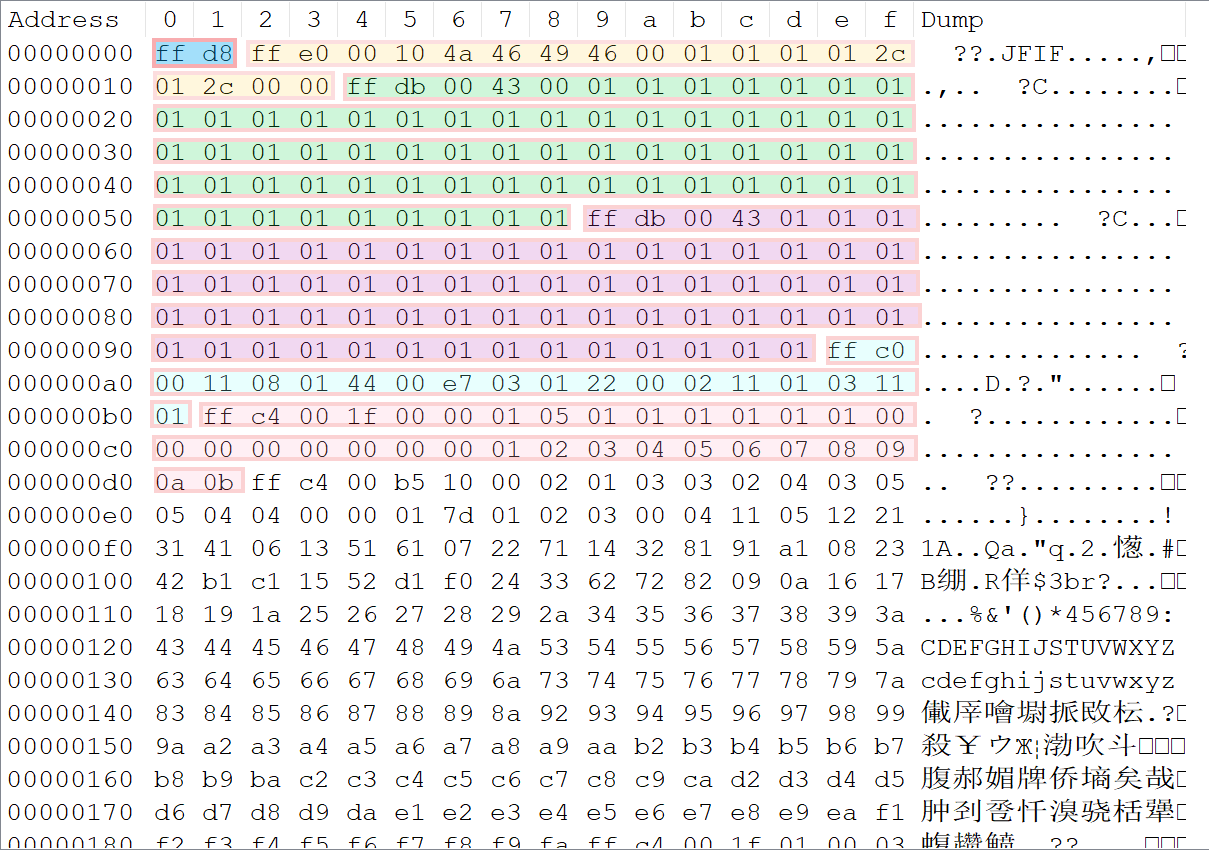 Address 0 1 2 3 4 5 6 7 8 9 a b c d e f Dump
00000000 ff d8 ff e0 00 10 4a 46 49 46 00 01 01 01 01 2c ??.JFIF.....,□□
00000010 01 2c 00 00 ff db 00 43 00 01 01 01 01 01 01 01 .,.. ?C........□
00000020 01 01 01 01 01 01 01 01 01 01 01 01 01 01 01 01 ................
00000030 01 01 01 01 01 01 01 01 01 01 01 01 01 01 01 01 ................
00000040 01 01 01 01 01 01 01 01 01 01 01 01 01 01 01 01 ................
00000050 01 01 01 01 01 01 01 01 01 ff db 00 43 01 01 01 ......... ?C...□
00000060 01 01 01 01 01 01 01 01 01 01 01 01 01 01 01 01 ................
00000070 01 01 01 01 01 01 01 01 01 01 01 01 01 01 01 01 ................
00000080 01 01 01 01 01 01 01 01 01 01 01 01 01 01 01 01 ................
00000090 01 01 01 01 01 01 01 01 01 01 01 01 01 01 ff c0 .............. ?
000000a0 00 11 08 01 44 00 e7 03 01 22 00 02 11 01 03 11 ....D.?."......□
000000b0 01 ff c4 00 1f 00 00 01 05 01 01 01 01 01 01 00 . ?............□
000000c0 00 00 00 00 00 00 00 01 02 03 04 05 06 07 08 09 ................
000000d0 0a 0b ff c4 00 b5 10 00 02 01 03 03 02 04 03 05 .. ??.........□□
000000e0 05 04 04 00 00 01 7d 01 02 03 00 04 11 05 12 21 ......}........!
000000f0 31 41 06 13 51 61 07 22 71 14 32 81 91 a1 08 23 1A..Qa."q.2.憽.#□
00000100 42 b1 c1 15 52 d1 f0 24 33 62 72 82 09 0a 16 17 B绷.R佯$3br?...□□
00000110 18 19 1a 25 26 27 28 29 2a 34 35 36 37 38 39 3a ...%&'()*456789:
00000120 43 44 45 46 47 48 49 4a 53 54 55 56 57 58 59 5a CDEFGHIJSTUVWXYZ
00000130 63 64 65 66 67 68 69 6a 73 74 75 76 77 78 79 7a cdefghijstuvwxyz
00000140 83 84 85 86 87 88 89 8a 92 93 94 95 96 97 98 99 .?□
00000150 9a a2 a3 a4 a5 a6 a7 a8 a9 aa b2 b3 b4 b5 b6 b7 渤吹斗□□□
00000160 b8 b9 ba c2 c3 c4 c5 c6 c7 c8 c9 ca d2 d3 d4 d5 腹郝媚牌侨墒矣哉□
00000170 d6 d7 d8 d9 da e1 e2 e3 e4 e5 e6 e7 e8 e9 ea f1 骁栝犟□
00000180 f2 f3 f4 f5 f6 f7 f8 f9 fa ff c4 00 1f 01 00 03 ..??..□□□